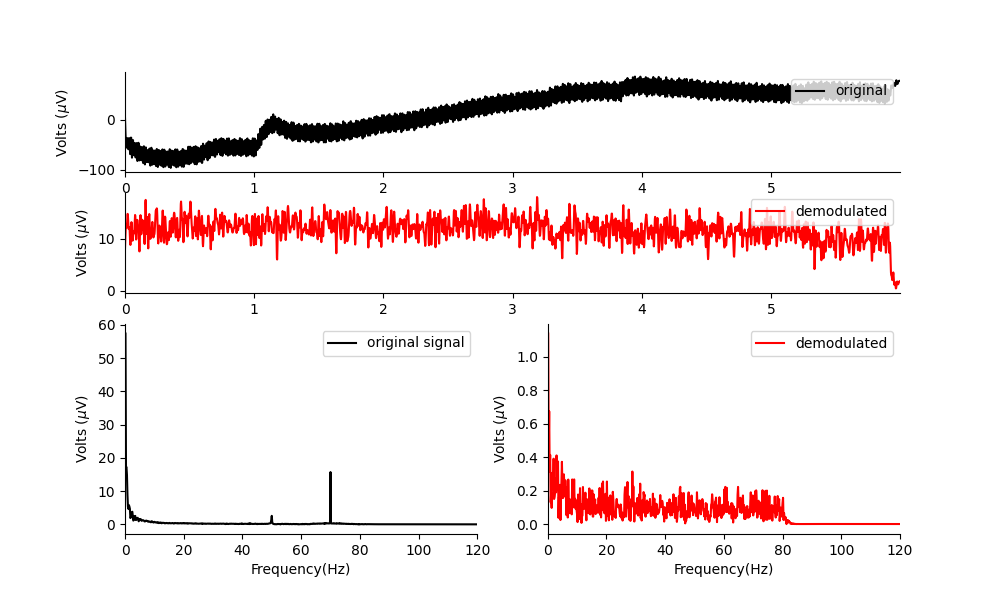 Volts (μV)
0
−100
original
0 1 2 3 4 5
Volts (μV)
10
0
demodulated
0 1 2 3 4 5
Volts (μV)
60
50
40
30
20
10
0
original signal
0 20 40 60 80 100 120
Frequency(Hz)
Volts (μV)
1.0
0.8
0.6
0.4
0.2
0.0
demodulated
0 20 40 60 80 100 120
Frequency(Hz)